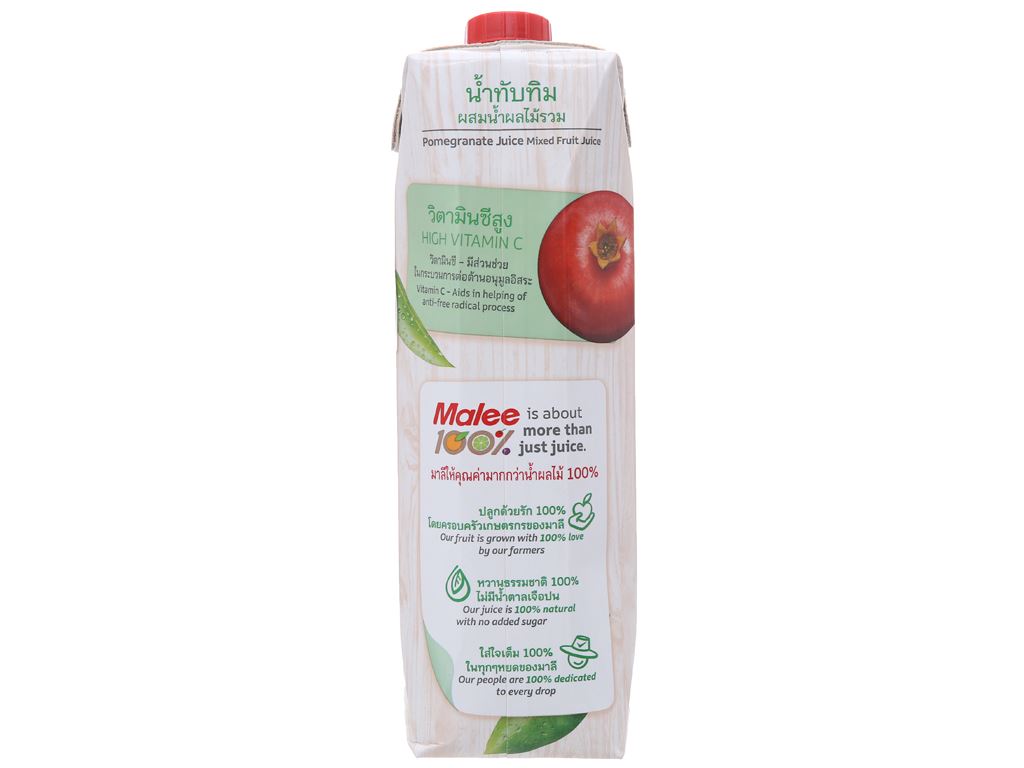 น้ำทับทิม
ผสมน้ำผลไม้รวม
Pomegranate Juice Mixed Fruit Juice
วิตามินซีสูง
HIGH VITAMIN C
วิตามินซี - มีส่วนช่วย
ในกระบวนการต่อต้านอนุมูลอิสระ
Vitamin C - Aids in helping of
anti-free radical process
Malee is about
100% more than
just juice.
มาลีให้คุณค่ามากกว่าน้ำผลไม้ 100%
ปลูกด้วยรัก 100%
โดยครอบครัวเกษตรกรของมาลี
Our fruit is grown with 100% love
by our farmers
หวานธรรมชาติ 100%
ไม่มีน้ำตาลเจือปน
Our juice is 100% natural
with no added sugar
ใส่ใจเต็ม 100%
ในทุกๆหยดของมาลี
Our people are 100% dedicated
to every drop